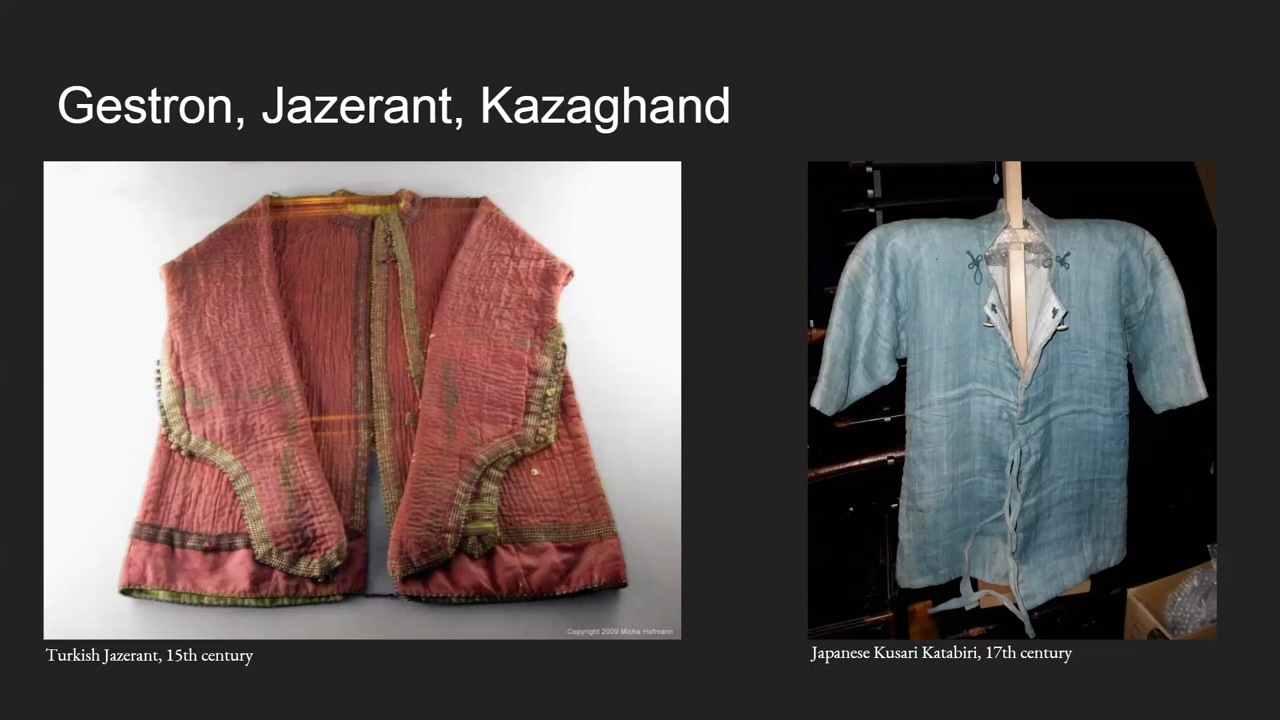 Gestron, Jazerant, Kazaghand
Copyright 2009 Micha Hofmann
Turkish Jazerant, 15th century
Japanese Kusari Katabiri, 17th century